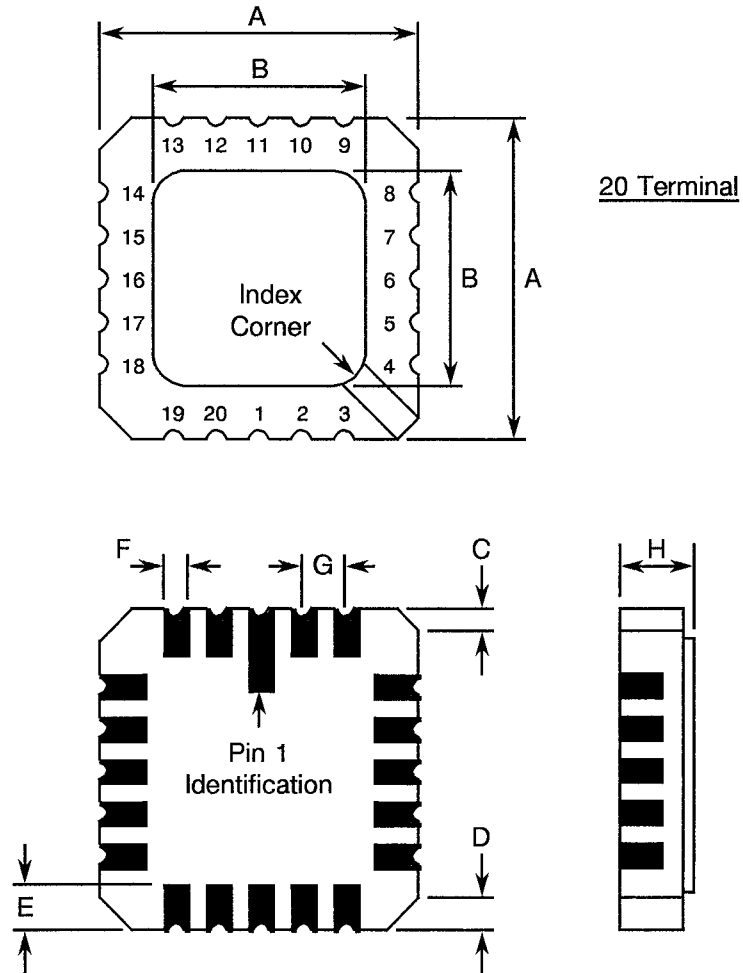 A
B
13 12 11 10 9
20 Terminal
14 8
15 7
16 6
B A
Index
Corner
17 5
18 4
19 20 1 2 3
F G C H
Pin 1
Identification
D
E